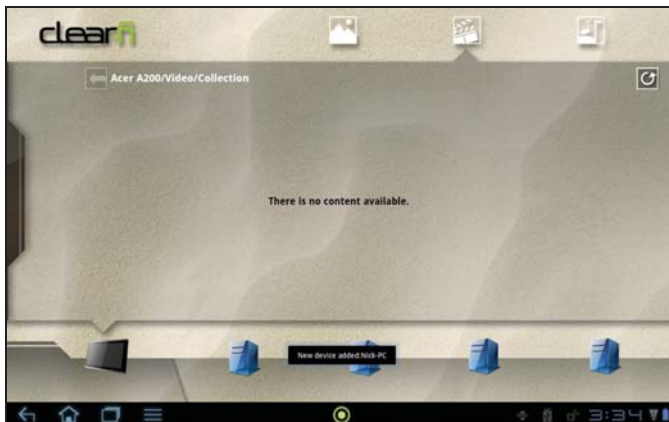 clear.fi
Acer A200/Video/Collection
There is no content available.
New device added:Nick-PC
3:34